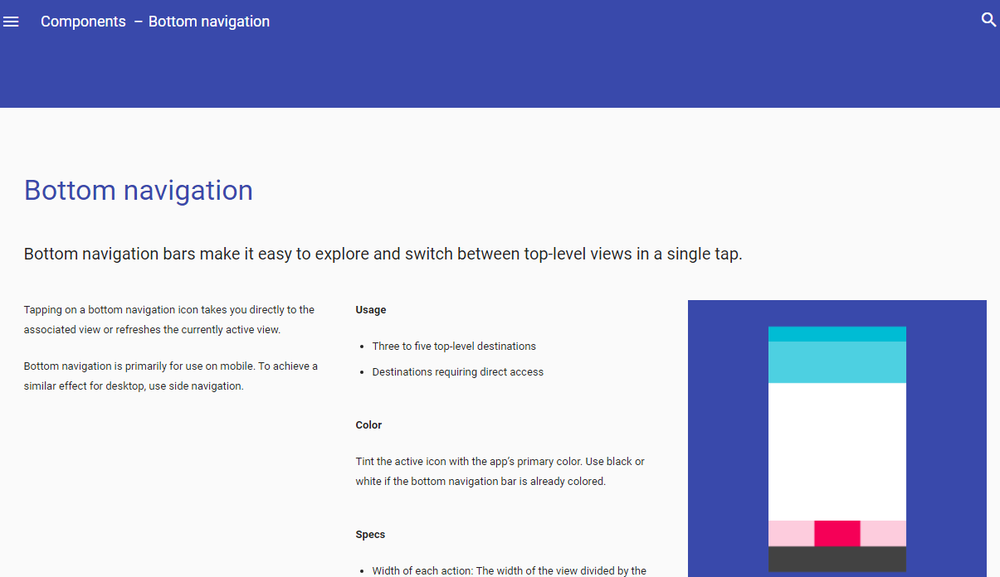 Components – Bottom navigation
Bottom navigation
Bottom navigation bars make it easy to explore and switch between top-level views in a single tap.
Tapping on a bottom navigation icon takes you directly to the
associated view or refreshes the currently active view.
Bottom navigation is primarily for use on mobile. To achieve a
similar effect for desktop, use side navigation.
Usage
• Three to five top-level destinations
• Destinations requiring direct access
Color
Tint the active icon with the app’s primary color. Use black or
white if the bottom navigation bar is already colored.
Specs
• Width of each action: The width of the view divided by the